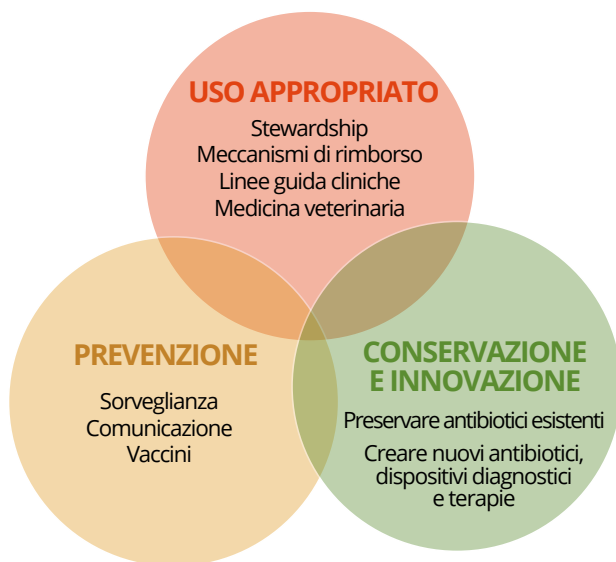 USO APPROPRIATO
Stewardship
Meccanismi di rimborso
Linee guida cliniche
Medicina veterinaria
PREVENZIONE
Sorveglianza
Comunicazione
Vaccini
CONSERVAZIONE
E INNOVAZIONE
Preservare antibiotici esistenti
Creare nuovi antibiotici,
dispositivi diagnostici
e terapie